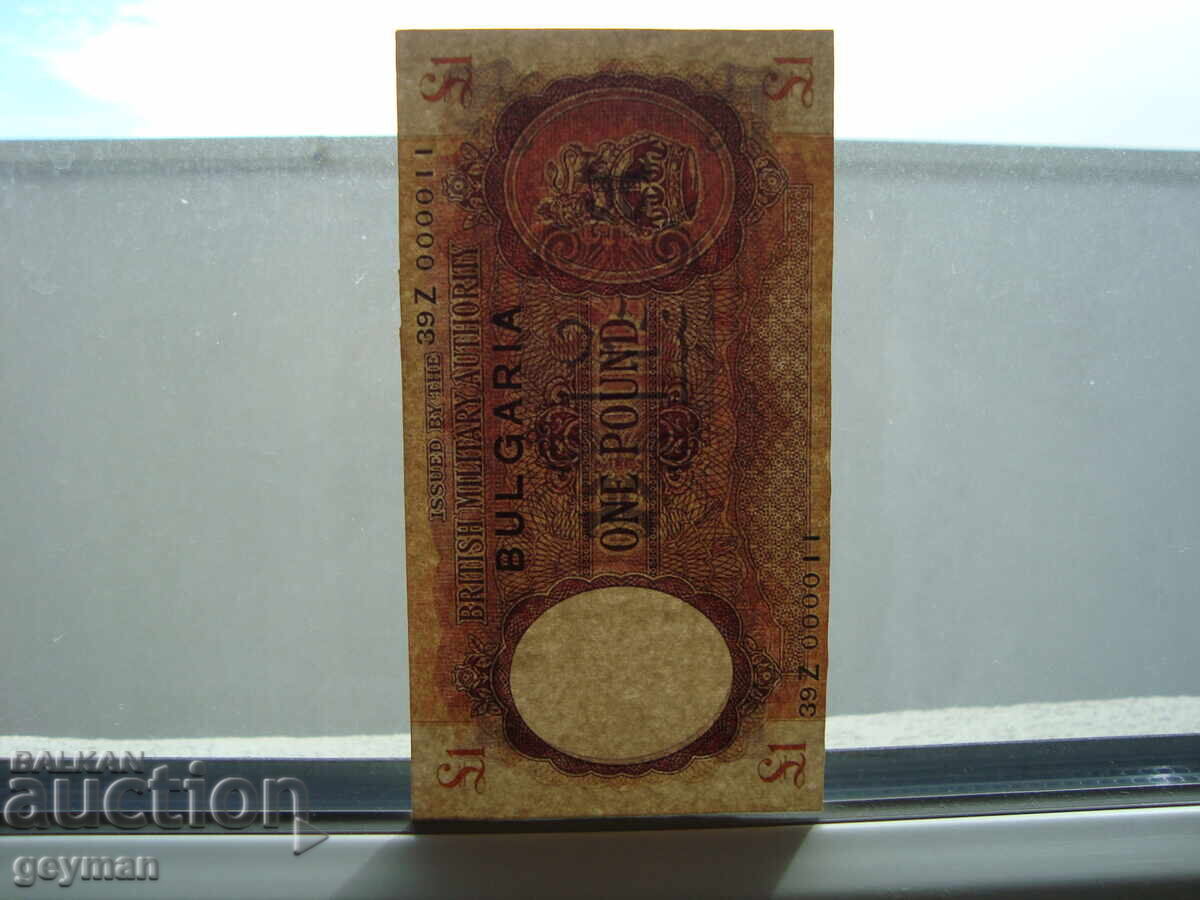 £1
£1
ISSUED BY THE 39 Z 000011
BRITISH MILITARY AUTHORITY
BULGARIA
ONE POUND
39 Z 000011
£1
£1
BALKAN
auction
geyman